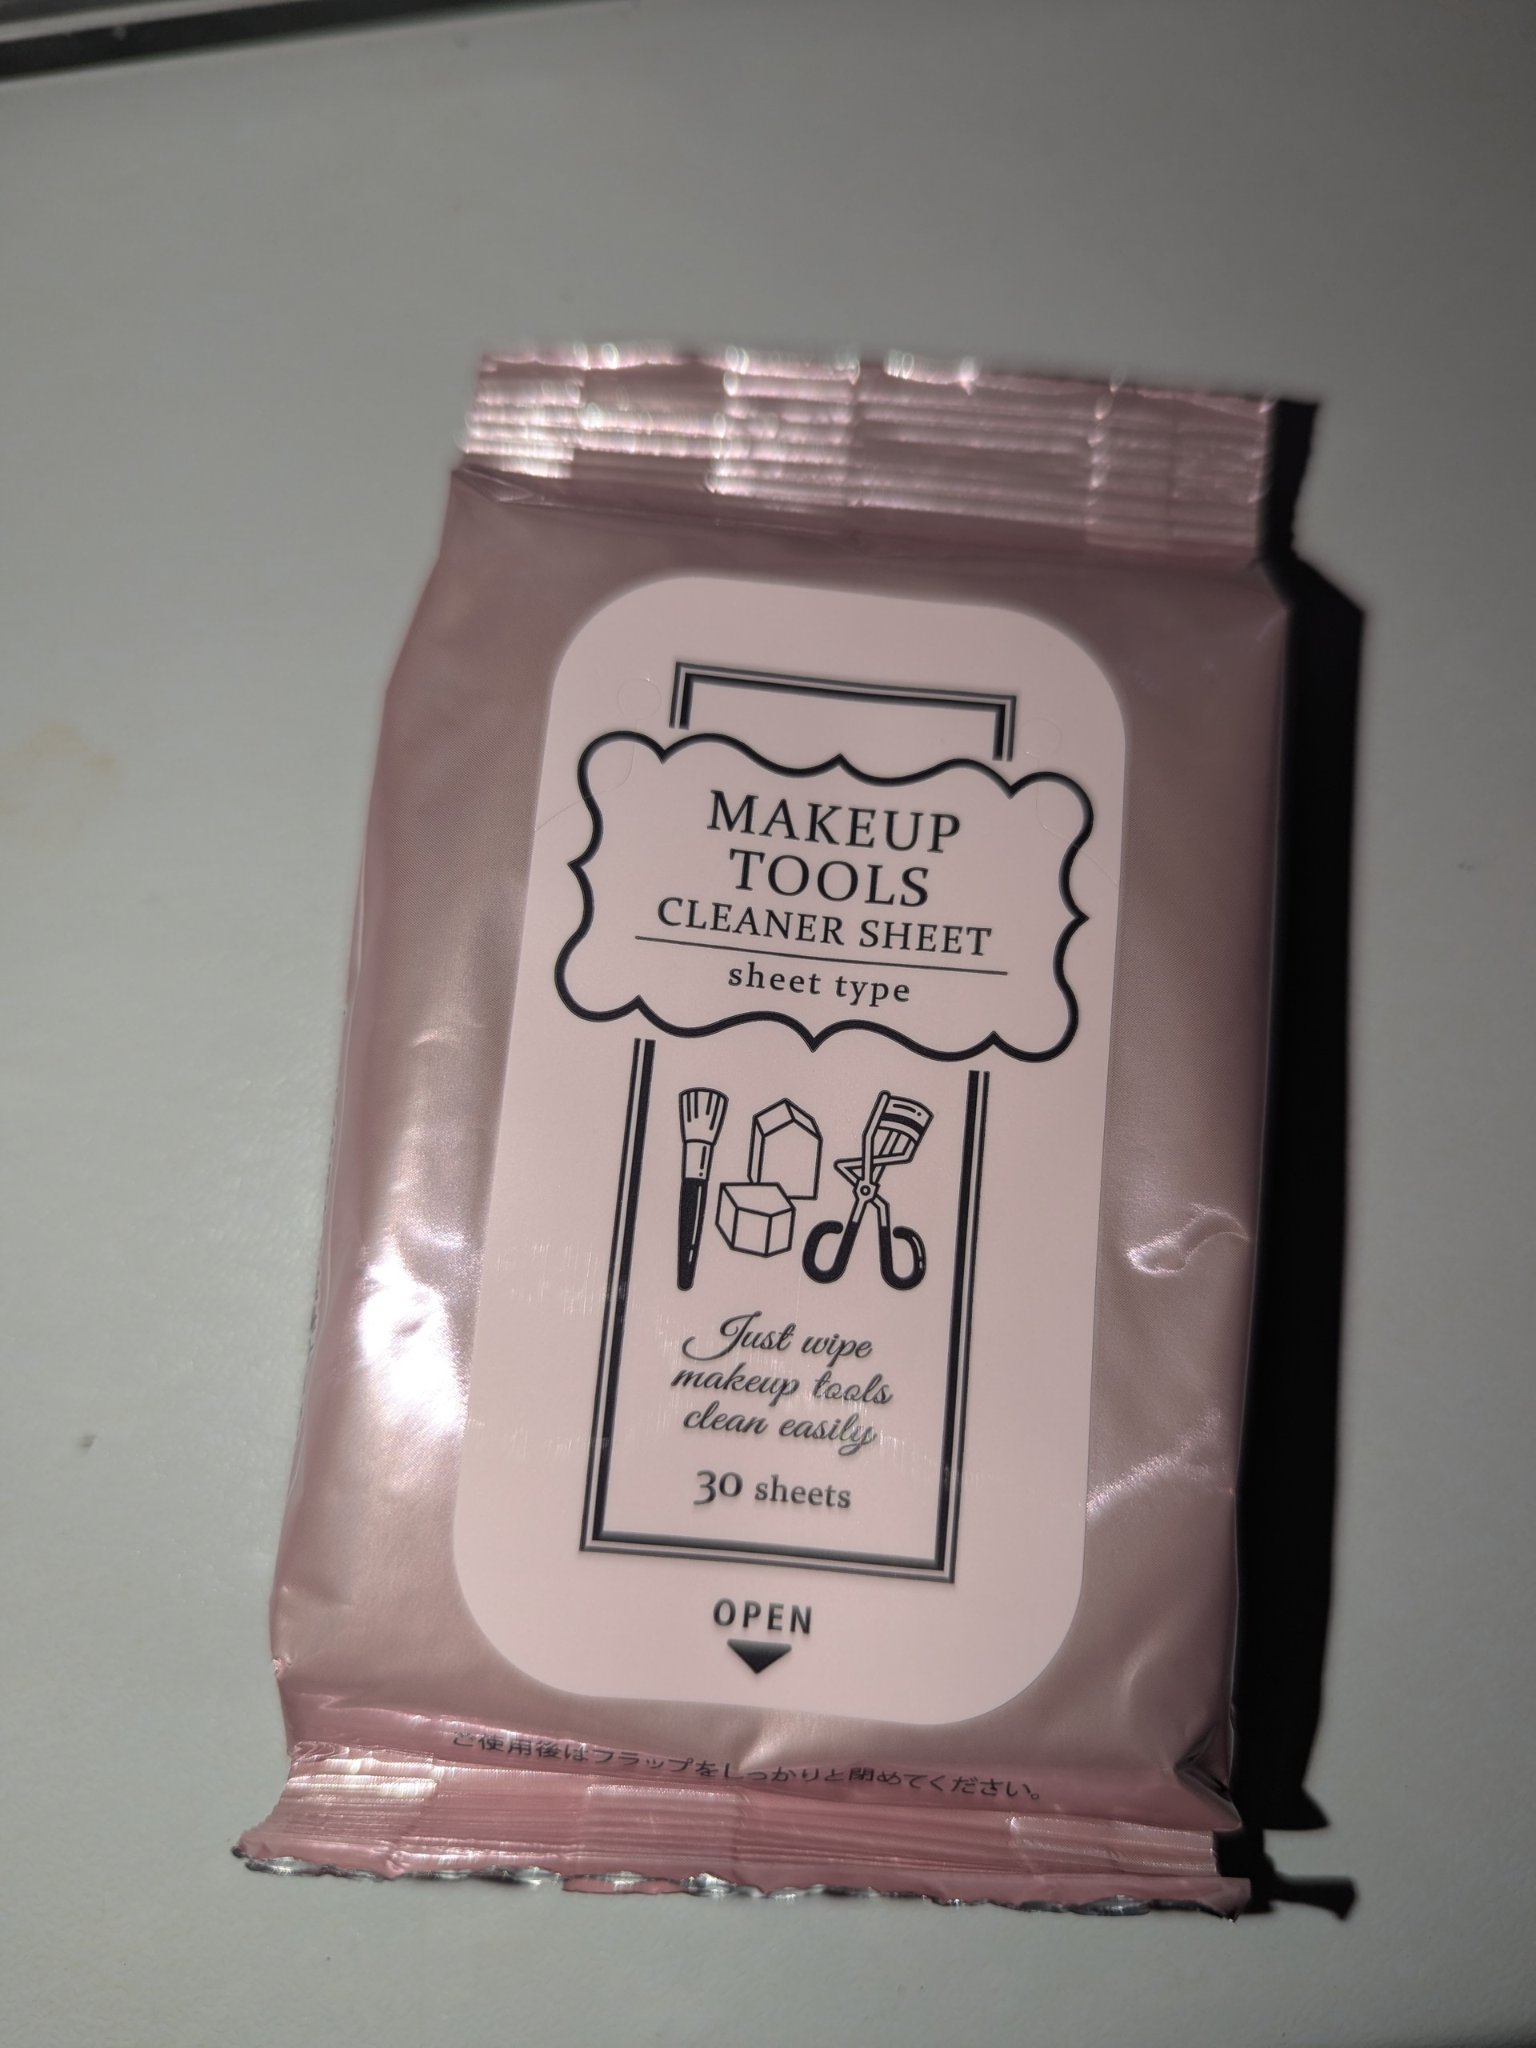 MAKEUP
TOOLS
CLEANER SHEET
sheet type
Just wipe
makeup tools
clean easily
30 sheets
OPEN
ご使用後はフラップをしっかりと閉めてください。